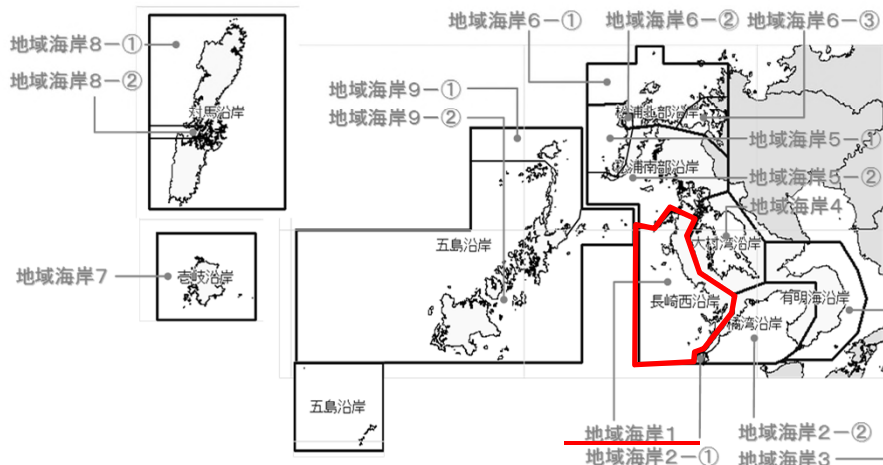 地域海岸6－①
地域海岸6－②
地域海岸6－③
地域海岸8－①
地域海岸8－②
対馬沿岸
地域海岸9－①
地域海岸9－②
松浦北部沿岸
地域海岸5－①
松浦南部沿岸
地域海岸5－②
地域海岸4
五島沿岸
大村湾沿岸
地域海岸7
壱岐沿岸
長崎西沿岸
有明海沿岸
橘湾沿岸
五島沿岸
地域海岸1
地域海岸2－②
地域海岸2－①
地域海岸3